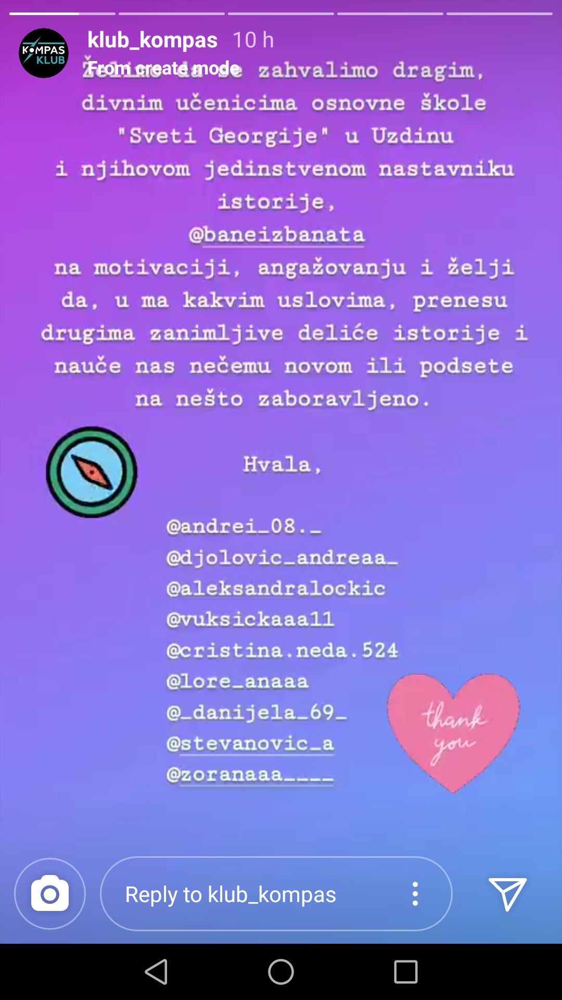 klub_kompas 10 h
KOMPAS
KLUB
From create mode
Želimo da se zahvalimo dragim,
divnim učenicima osnovne škole
"Sveti Georgije" u Uzdinu
i njihovom jedinstvenom nastavniku
istorije,
@baneizbanata
na motivaciji, angažovanju i želji
da, u ma kakvim uslovima, prenesu
drugima zanimljive deliće istorije i
nauče nas nečemu novom ili podsete
na nešto zaboravljeno.
Hvala,
@andrei_08._
@djolovic_andreaa_
@aleksandralockic
@vuksickaaa11
@cristina.neda.524
@lore_anaaa
@_danijela_69_
@stevanovic_a
@zoranaaa____
thank
you
Reply to klub_kompas